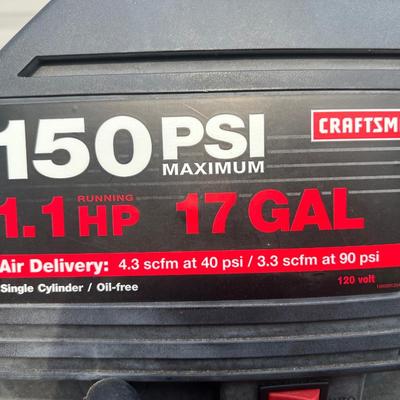 150 PSI
MAXIMUM
CRAFTSM
RUNNING
1.1 HP 17 GAL
Air Delivery: 4.3 scfm at 40 psi / 3.3 scfm at 90 psi
Single Cylinder / Oil-free
120 volt